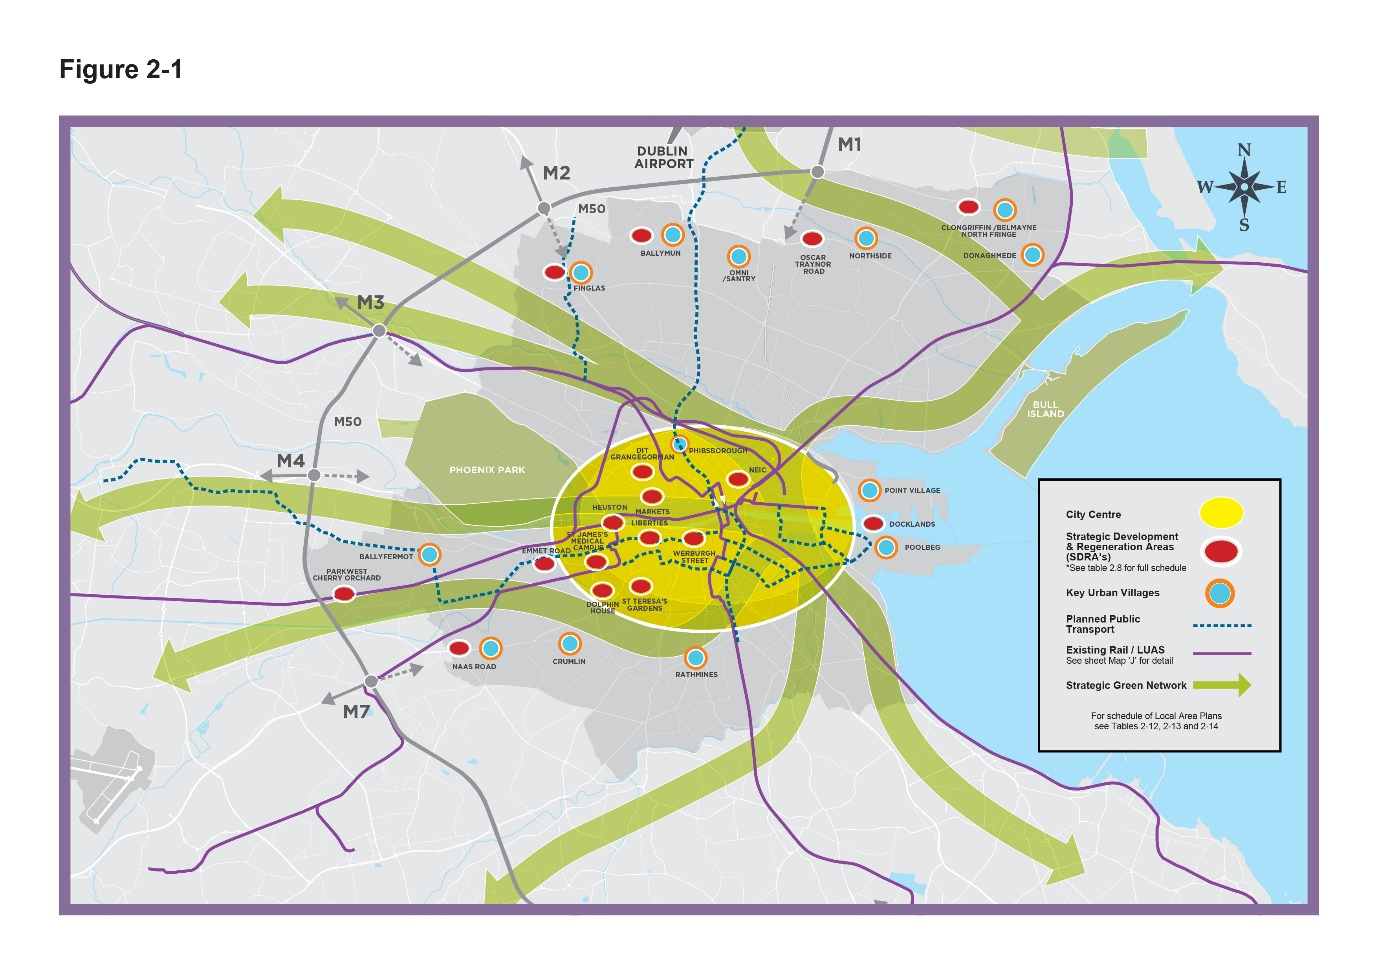 Figure 2-1
M1
DUBLIN
AIRPORT
M2
N
W
E
S
M50
CLONGRIFFIN /BELMAYNE
NORTH FRINGE
BALLYMUN
OMNI
/SANTRY
OSCAR
TRAYNOR
ROAD
NORTHSIDE
DONAGHMEDE
FINGLAS
M3
BULL
ISLAND
M50
M4
PHOENIX PARK
PHIBSBOROUGH
DIT
GRANGEGORMAN
NEIC
POINT VILLAGE
HEUSTON
MARKETS
LIBERTIES
DOCKLANDS
ST JAMES'S
MEDICAL
CAMPUS
EMMET ROAD
WERBURGH
STREET
POOLBEG
BALLYFERMOT
PARKWEST
CHERRY ORCHARD
DOLPHIN
HOUSE
ST TERESA'S
GARDENS
NAAS ROAD
CRUMLIN
RATHMINES
M7
City Centre
Strategic Development
& Regeneration Areas
(SDRA's)
*See table 2.8 for full schedule
Key Urban Villages
Planned Public
Transport
Existing Rail / LUAS
See sheet Map 'J' for detail
Strategic Green Network
For schedule of Local Area Plans
see Tables 2-12, 2-13 and 2-14